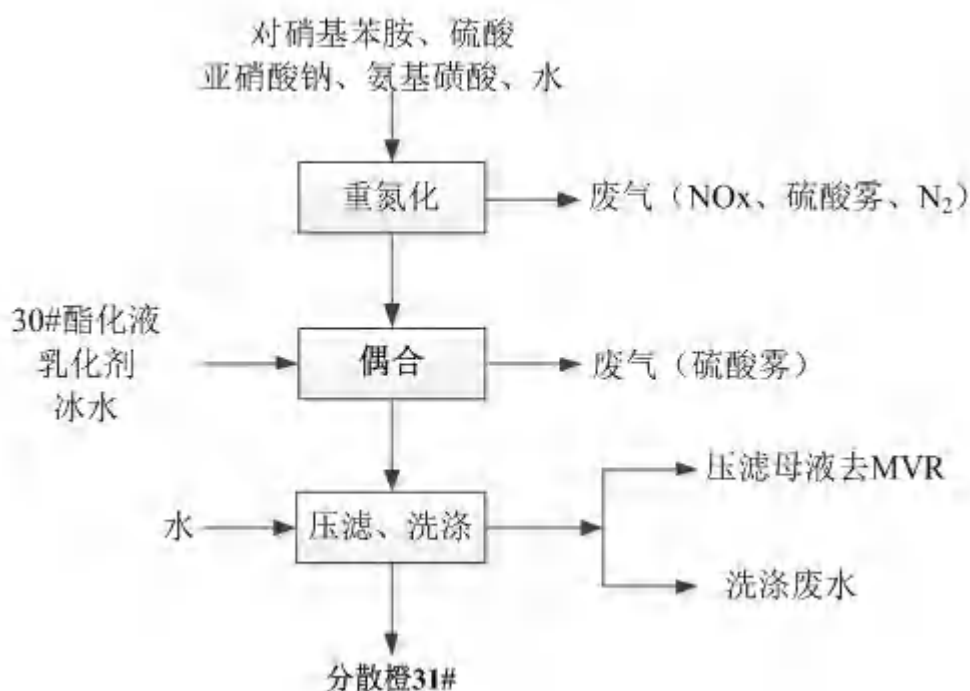 对硝基苯胺、硫酸
亚硝酸钠、氨基磺酸、水
重氮化
废气（NOx、硫酸雾、N₂）
30#酯化液
乳化剂
冰水
偶合
废气（硫酸雾）
压滤母液去MVR
水
压滤、洗涤
洗涤废水
分散橙31#